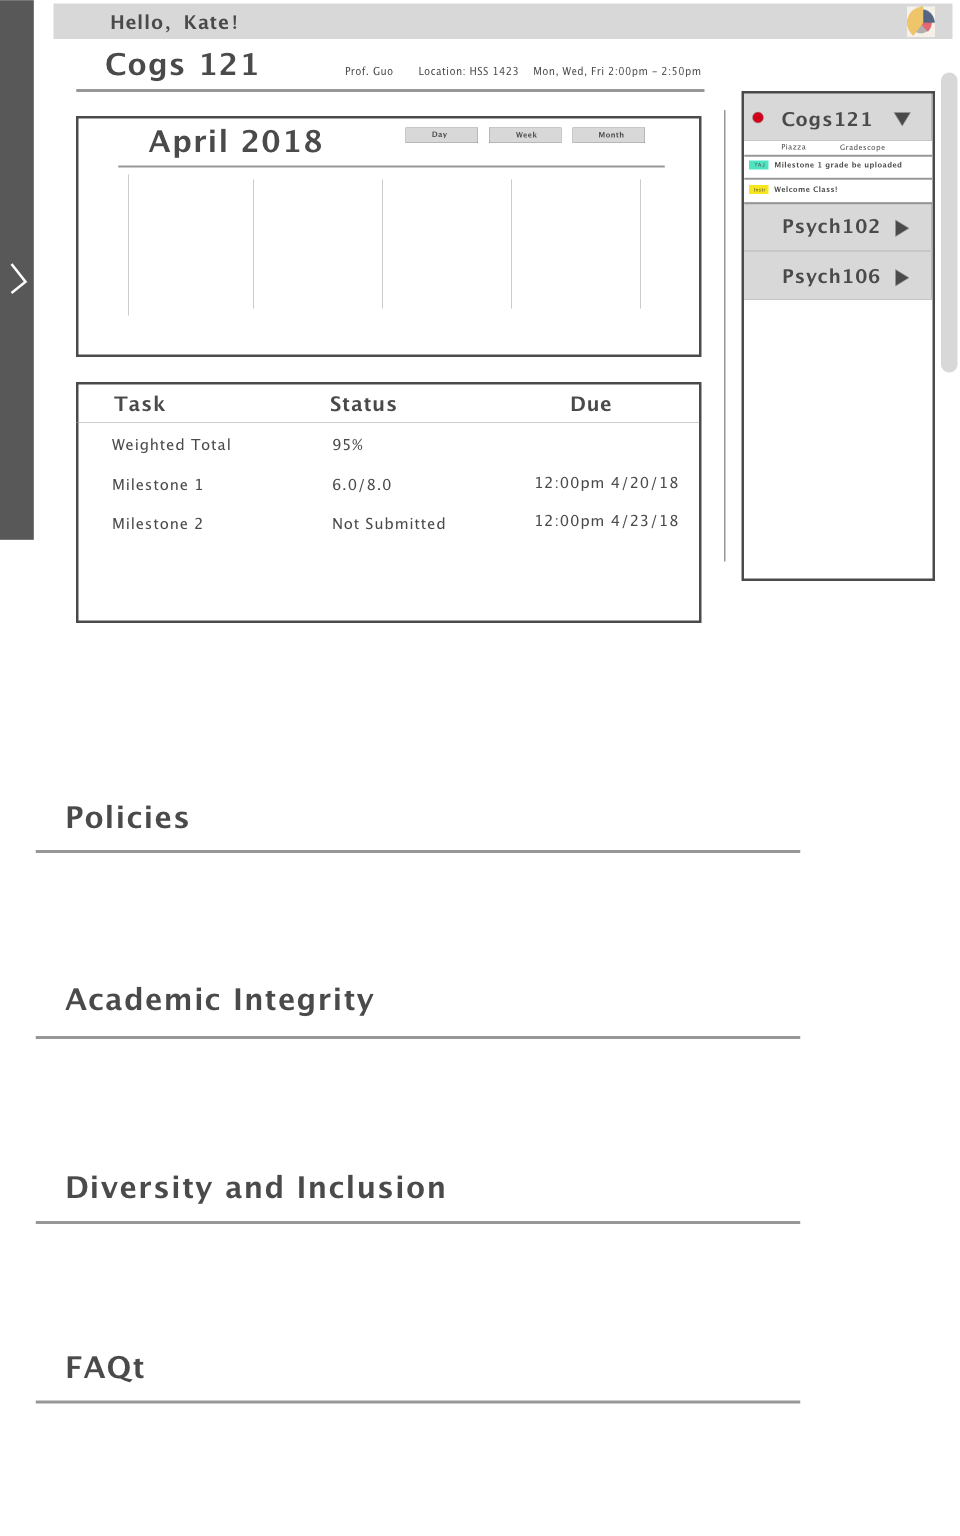 Hello, Kate!
Cogs 121
Prof. Guo Location: HSS 1423 Mon, Wed, Fri 2:00pm – 2:50pm
April 2018
Day Week Month
Task Status Due
Weighted Total 95%
Milestone 1 6.0/8.0 12:00pm 4/20/18
Milestone 2 Not Submitted 12:00pm 4/23/18
Cogs121
Piazza Gradescope
Milestone 1 grade be uploaded
Welcome Class!
Psych102
Psych106
Policies
Academic Integrity
Diversity and Inclusion
FAQt